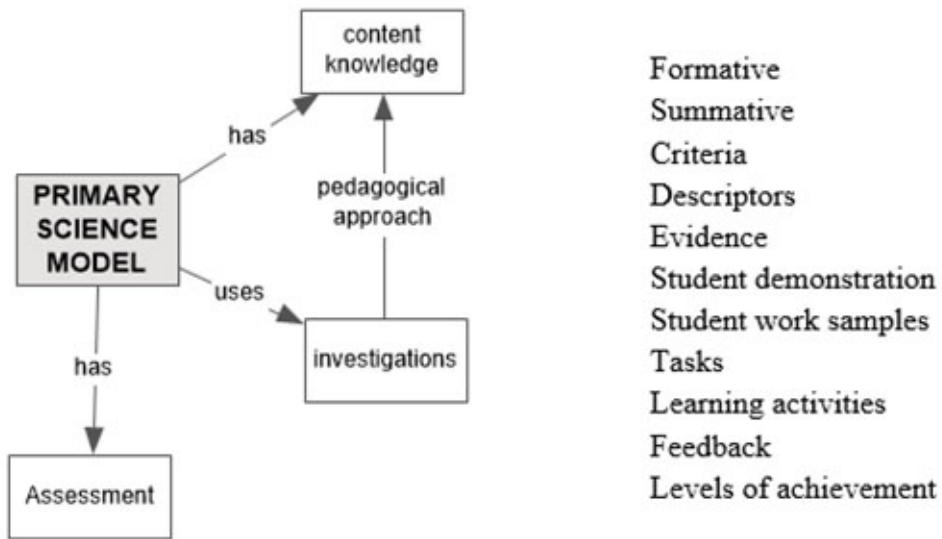 content
knowledge
has
PRIMARY
SCIENCE
MODEL
pedagogical
approach
uses
investigations
has
Assessment
Formative
Summative
Criteria
Descriptors
Evidence
Student demonstration
Student work samples
Tasks
Learning activities
Feedback
Levels of achievement